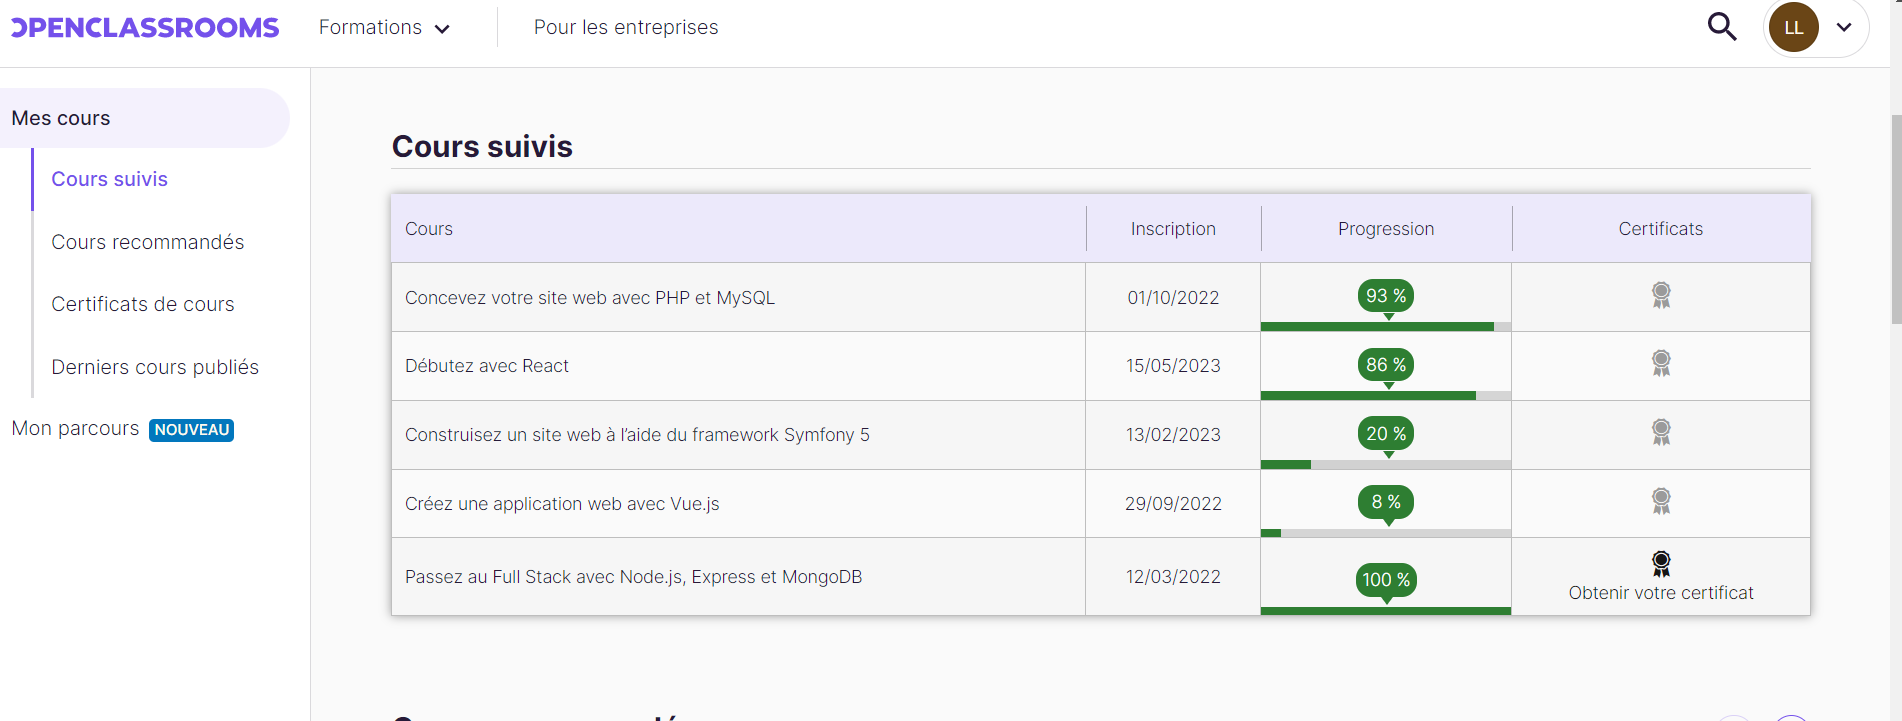 OPENCLASSROOMS Formations Pour les entreprises LL
Mes cours
Cours suivis
Cours recommandés
Certificats de cours
Derniers cours publiés
Mon parcours NOUVEAU
Cours suivis
Cours Inscription Progression Certificats
Concevez votre site web avec PHP et MySQL 01/10/2022 93 %
Débutez avec React 15/05/2023 86 %
Construisez un site web à l’aide du framework Symfony 5 13/02/2023 20 %
Créez une application web avec Vue.js 29/09/2022 8 %
Passez au Full Stack avec Node.js, Express et MongoDB 12/03/2022 100 % Obtenir votre certificat